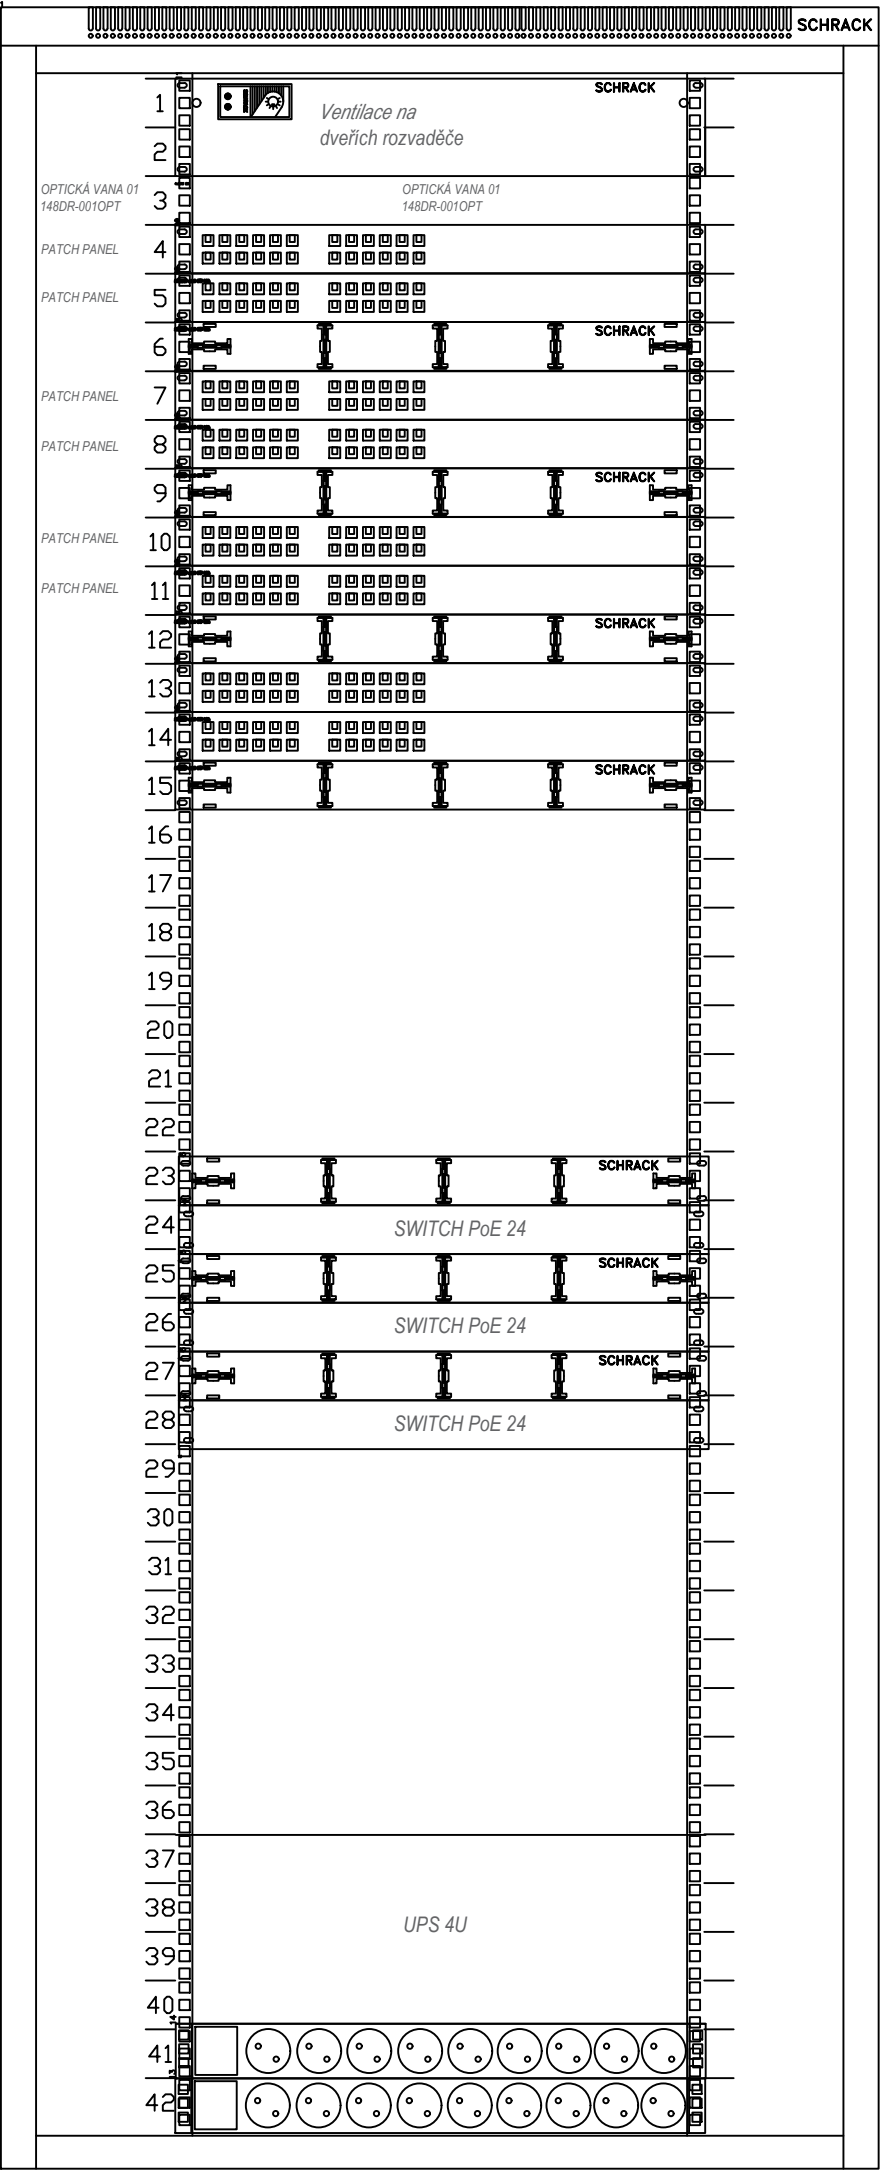 SCHRACK
1
SCHRACK
Ventilace na
dveřích rozvaděče
2
OPTICKÁ VANA 01
148DR-001OPT
3
OPTICKÁ VANA 01
148DR-001OPT
PATCH PANEL
4
PATCH PANEL
5
6
SCHRACK
PATCH PANEL
7
PATCH PANEL
8
9
SCHRACK
PATCH PANEL
10
PATCH PANEL
11
12
SCHRACK
13
14
15
SCHRACK
16
17
18
19
20
21
22
23
SCHRACK
24
SWITCH PoE 24
25
SCHRACK
26
SWITCH PoE 24
27
SCHRACK
28
SWITCH PoE 24
29
30
31
32
33
34
35
36
37
38
UPS 4U
39
40
41
42